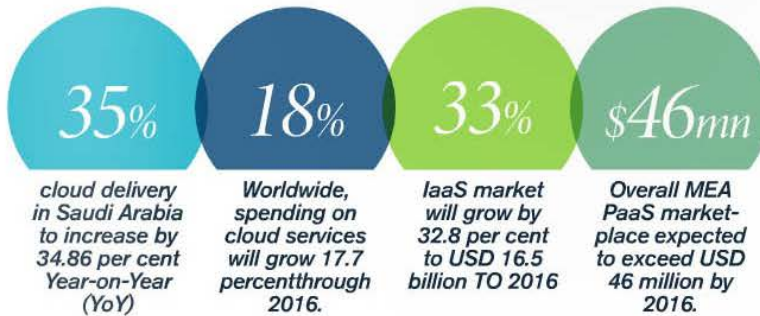 35%
cloud delivery
in Saudi Arabia
to increase by
34.86 per cent
Year-on-Year
(YoY)
18%
Worldwide,
spending on
cloud services
will grow 17.7
percentthrough
2016.
33%
IaaS market
will grow by
32.8 per cent
to USD 16.5
billion TO 2016
$46mn
Overall MEA
PaaS market-
place expected
to exceed USD
46 million by
2016.